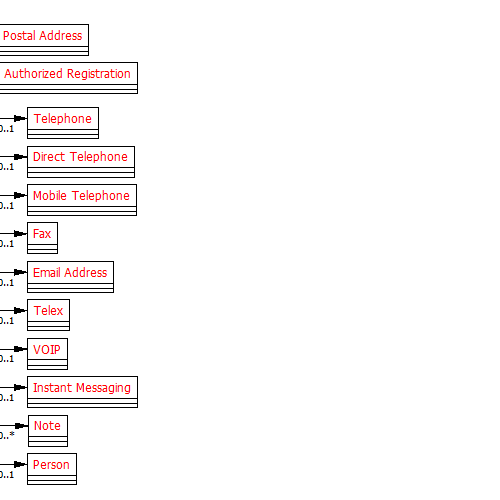 Postal Address
Authorized Registration
Telephone
0..1
Direct Telephone
0..1
Mobile Telephone
0..1
Fax
0..1
Email Address
0..1
Telex
0..1
VOIP
0..1
Instant Messaging
0..1
Note
0..*
Person
0..1